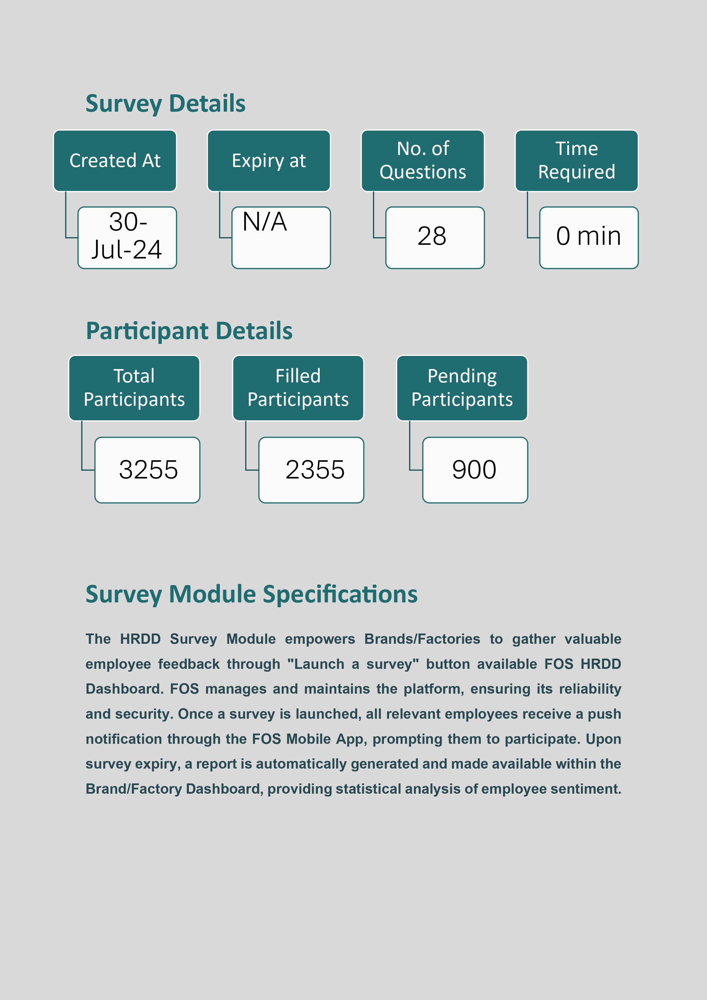 Survey Details
Created At
Expiry at
No. of
Questions
Time
Required
30-
Jul-24
N/A
28
0 min
Participant Details
Total
Participants
Filled
Participants
Pending
Participants
3255
2355
900
Survey Module Specifications
The HRDD Survey Module empowers Brands/Factories to gather valuable
employee feedback through "Launch a survey" button available FOS HRDD
Dashboard. FOS manages and maintains the platform, ensuring its reliability
and security. Once a survey is launched, all relevant employees receive a push
notification through the FOS Mobile App, prompting them to participate. Upon
survey expiry, a report is automatically generated and made available within the
Brand/Factory Dashboard, providing statistical analysis of employee sentiment.